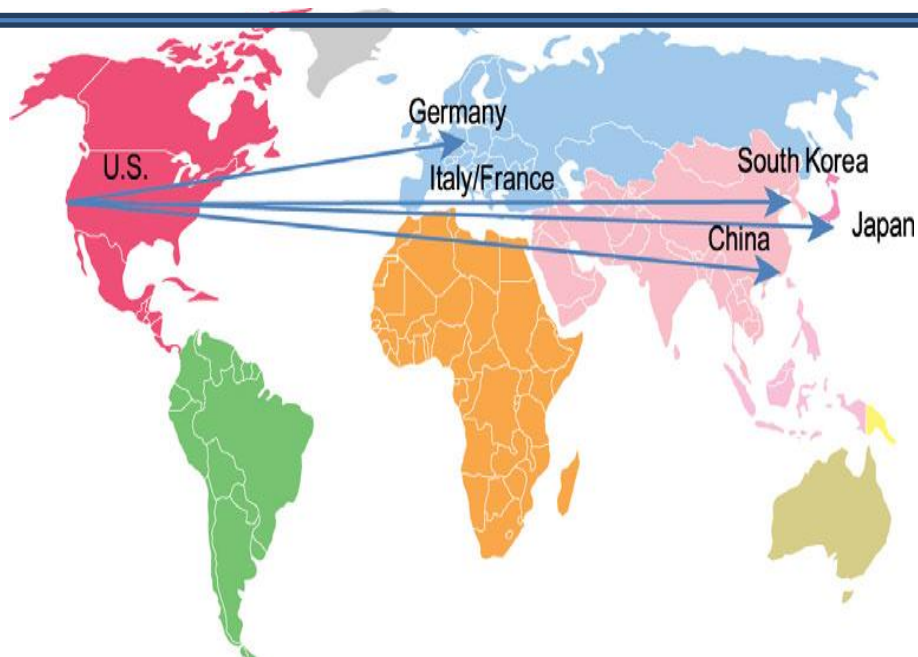 Germany
U.S.
Italy/France
South Korea
China
Japan